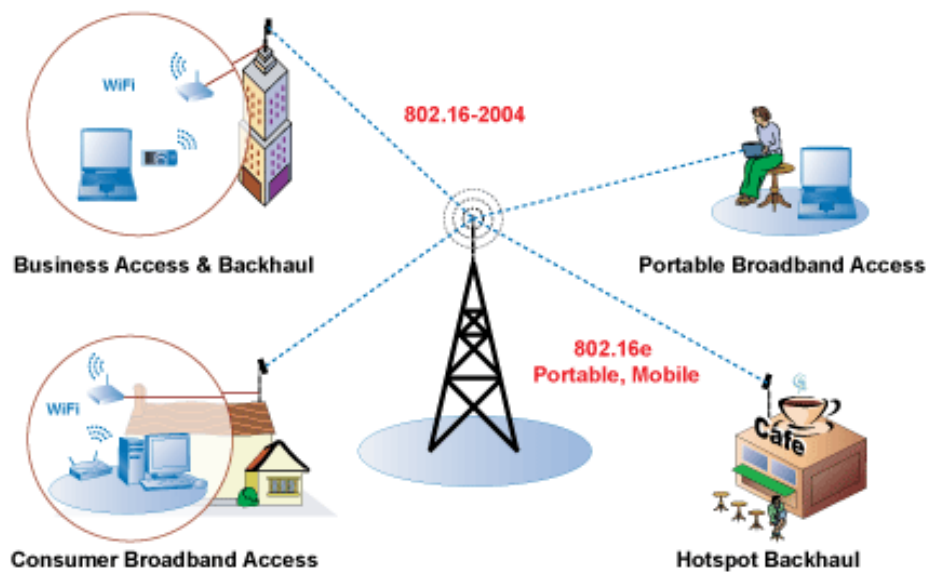 WiFi
802.16-2004
Business Access & Backhaul
Portable Broadband Access
802.16e
Portable, Mobile
WiFi
Cafe
Consumer Broadband Access
Hotspot Backhaul